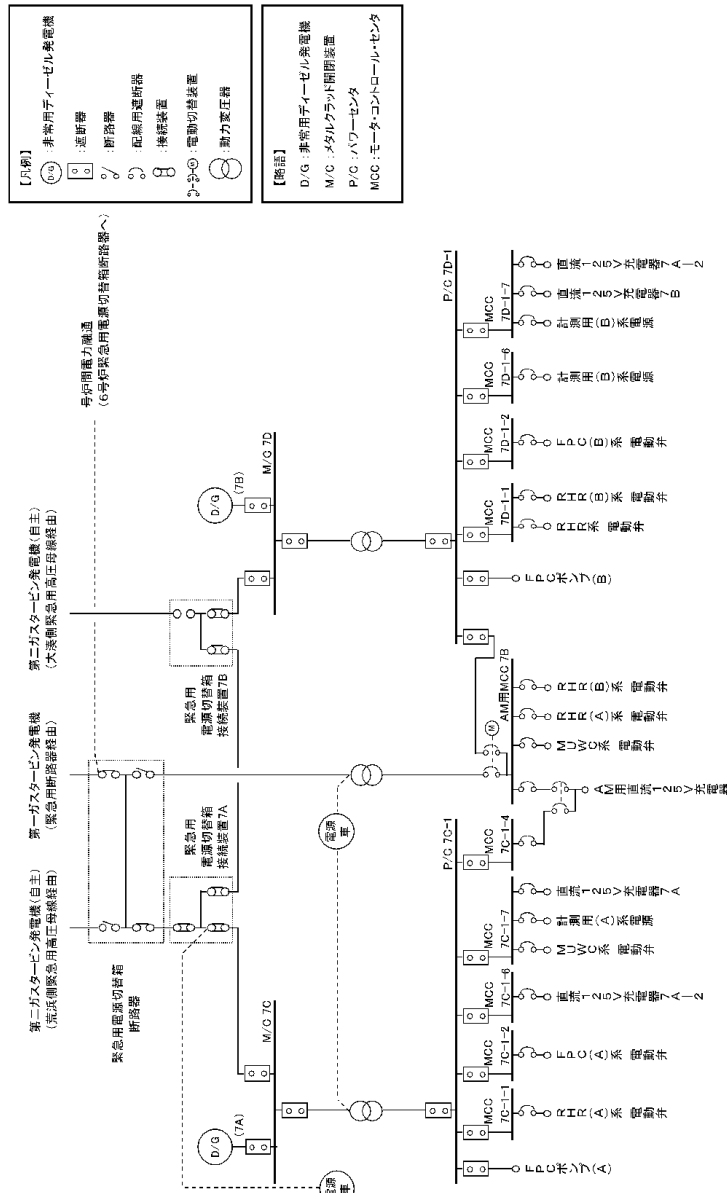 【凡例】
D/G :非常用ディーゼル発電機
:遮断器
:断路器
:配線用遮断器
:接続装置
M :電動切替装置
:動力変圧器
【略語】
D/G :非常用ディーゼル発電機
M/C :メタルクラッド開閉装置
P/C :パワーセンタ
MCC :モータ・コントロール・センタ
号炉間電力融通
(6号炉緊急用電源切替箱断路器へ)
第二ガスタービン発電機(自主)
(荒浜側緊急用高圧母線経由)
第一ガスタービン発電機
(緊急用断路器経由)
第二ガスタービン発電機(自主)
(大湊側緊急用高圧母線経由)
緊急用電源切替箱
断路器
緊急用
電源切替箱
接続装置7A
緊急用
電源切替箱
接続装置7B
D/G
(7A)
M/C 7C
D/G
(7B)
M/C 7D
電源
車
電源
車
P/C 7C-1
P/C 7D-1
FPCポンプ(A)
MCC
7C-1-1
RHR(A)系 電動弁
MCC
7C-1-2
FPC(A)系 電動弁
MCC
7C-1-6
直流125V充電器7A-2
MCC
7C-1-7
MUWC系 電動弁
計測用(A)系電源
直流125V充電器7A
MCC
7C-1-4
AM用直流125V充電器
AM用MCC 7B
M
MUWC系 電動弁
RHR(A)系 電動弁
RHR(B)系 電動弁
FPCポンプ(B)
MCC
7D-1-1
RHR系 電動弁
RHR(B)系 電動弁
MCC
7D-1-2
FPC(B)系 電動弁
MCC
7D-1-6
計測用(B)系電源
MCC
7D-1-7
計測用(B)系電源
直流125V充電器7B
直流125V充電器7A-2